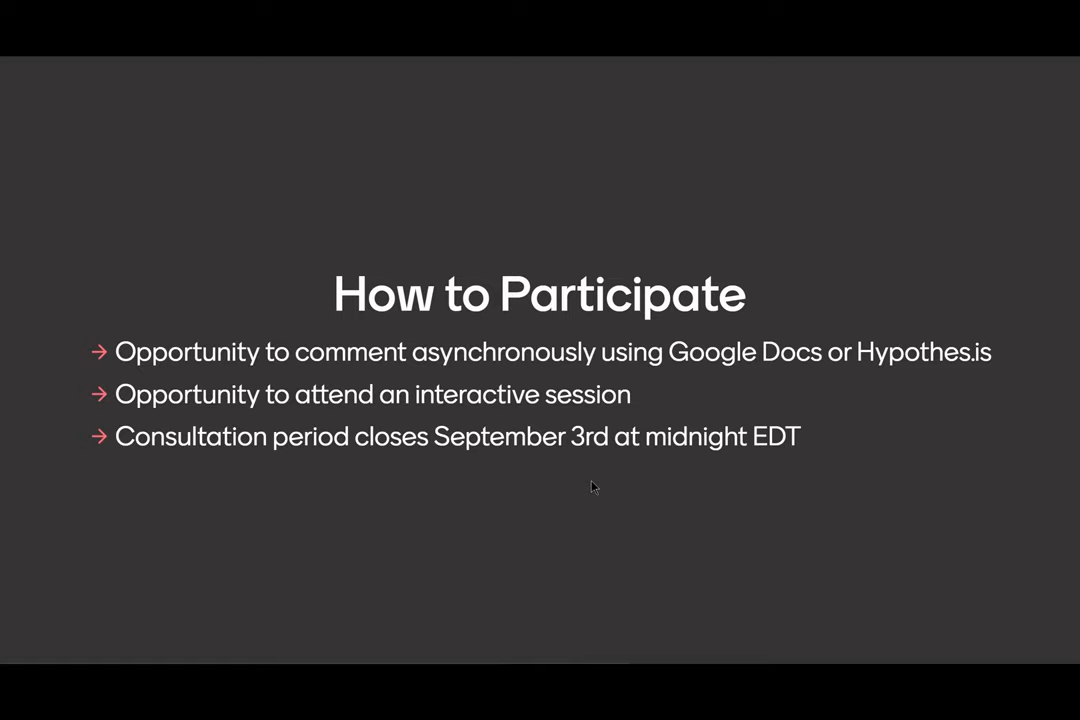 How to Participate
→ Opportunity to comment asynchronously using Google Docs or Hypothes.is
→ Opportunity to attend an interactive session
→ Consultation period closes September 3rd at midnight EDT